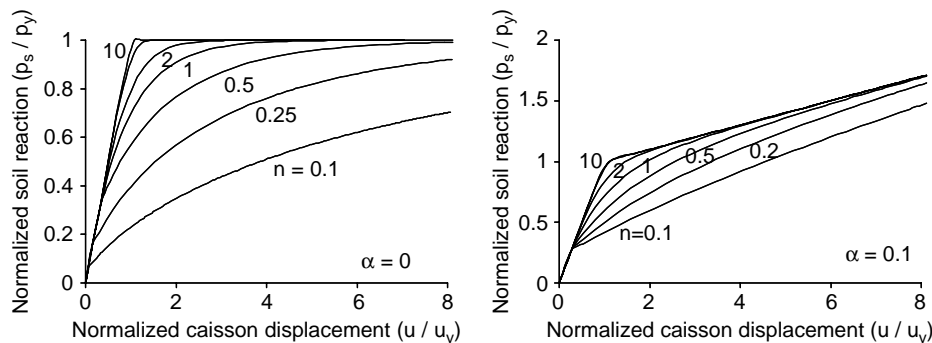 Normalized soil reaction (ps / py)
1
0.8
0.6
0.4
0.2
0
10
2
1
0.5
0.25
n = 0.1
α = 0
0 2 4 6 8
Normalized caisson displacement (u / uy)
Normalized soil reaction (ps / py)
2
1.5
1
0.5
0
10
2
1
0.5
0.2
n=0.1
α = 0.1
0 2 4 6 8
Normalized caisson displacement (u / uy)